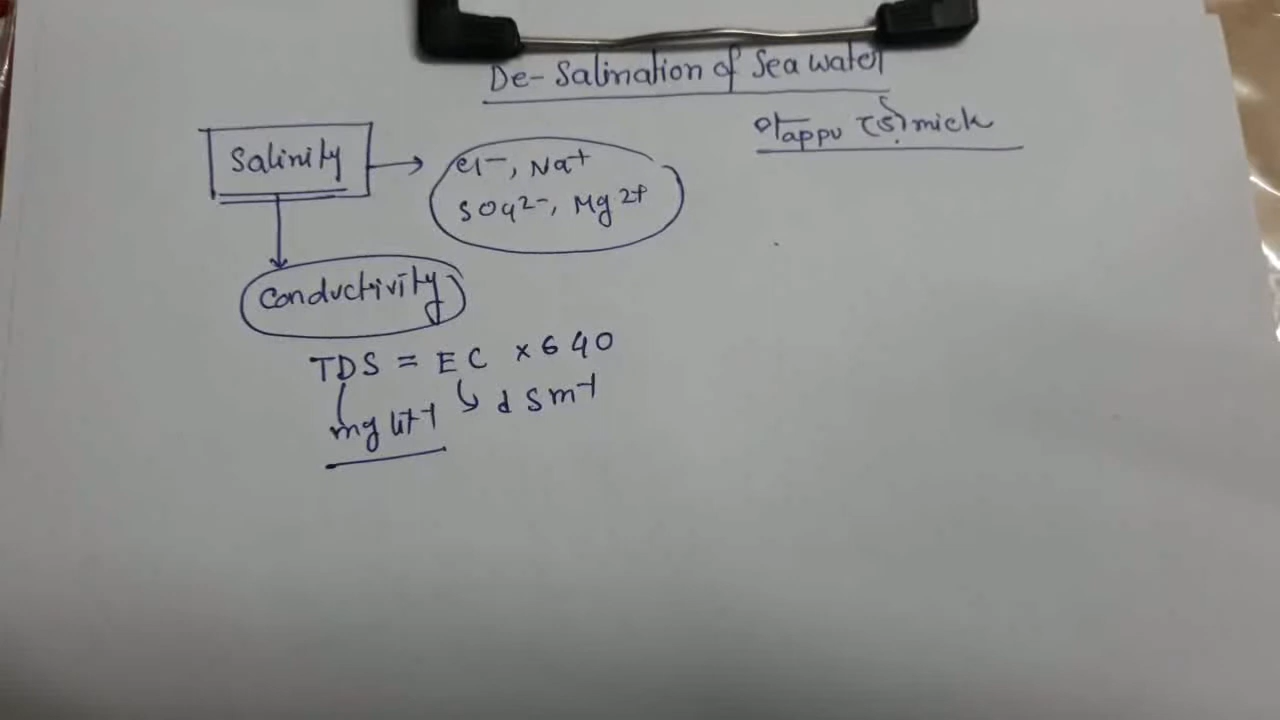 De-Salination of Sea water
Salinity
Cl⁻, Na⁺
SO₄²⁻, Mg²⁺
Conductivity
TDS = EC × 640
dSm⁻¹
mg lit⁻¹